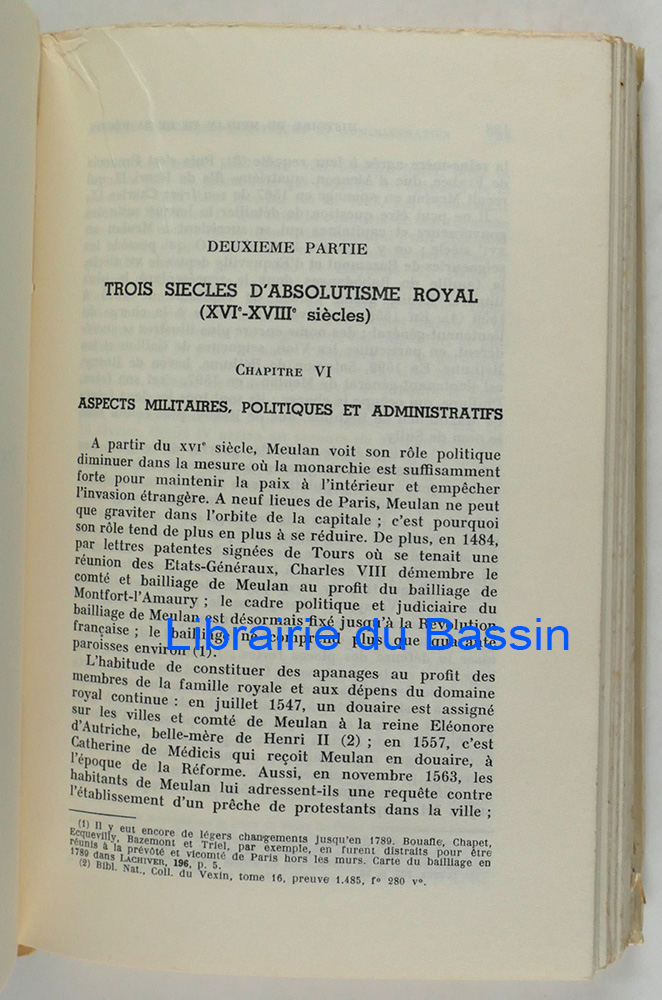 DEUXIEME PARTIE
TROIS SIECLES D'ABSOLUTISME ROYAL
(XVIe-XVIIIe siècles)
CHAPITRE VI
ASPECTS MILITAIRES, POLITIQUES ET ADMINISTRATIFS
A partir du XVIe siècle, Meulan voit son rôle politique
diminuer dans la mesure où la monarchie est suffisamment
forte pour maintenir la paix à l'intérieur et empêcher
l'invasion étrangère. A neuf lieues de Paris, Meulan ne peut
que graviter dans l'orbite de la capitale ; c'est pourquoi
son rôle tend de plus en plus à se réduire. De plus, en 1484,
par lettres patentes signées de Tours où se tenait une
réunion des Etats-Généraux, Charles VIII démembre le
comté et bailliage de Meulan au profit du bailliage de
Montfort-l'Amaury ; le cadre politique et judiciaire du
bailliage de Meulan est désormais fixé jusqu'à la Révolution
française ; le bailliage ne comprend plus que quarante
Librairie du Bassin
paroisses environ (1).
L'habitude de constituer des apanages au profit des
membres de la famille royale et aux dépens du domaine
royal continue : en juillet 1547, un douaire est assigné
sur les villes et comté de Meulan à la reine Eléonore
d'Autriche, belle-mère de Henri II (2) ; en 1557, c'est
Catherine de Médicis qui reçoit Meulan en douaire, à
l'époque de la Réforme. Aussi, en novembre 1563, les
habitants de Meulan lui adressent-ils une requête contre
l'établissement d'un prêche de protestants dans la ville ;
(1) Il y eut encore de légers changements jusqu'en 1789. Bouafle, Chapet,
Ecquevilly, Bazemont et Triel, par exemple, en furent distraits pour être
réunis à la prévôté et vicomté de Paris hors les murs. Carte du bailliage en
1789 dans LACHIVER, 196, p. 5.
(2) Bibl. Nat., Coll. du Vexin, tome 16, preuve 1.485, f° 280 v°.